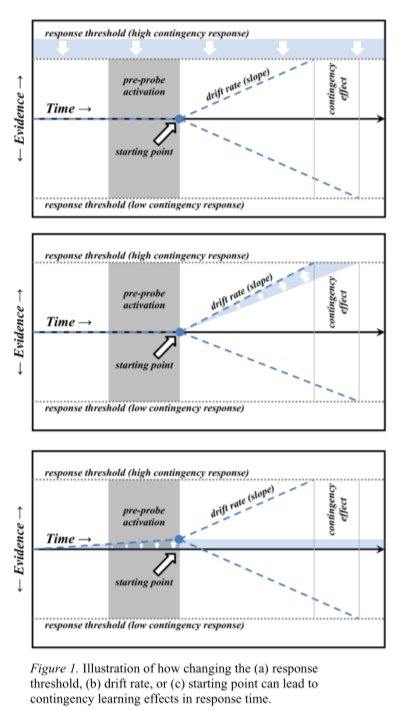 response threshold (high contingency response)
pre-probe
activation
drift rate (slope)
contingency
effect
← Evidence →
Time →
starting point
response threshold (low contingency response)
response threshold (high contingency response)
pre-probe
activation
drift rate (slope)
contingency
effect
← Evidence →
Time →
starting point
response threshold (low contingency response)
response threshold (high contingency response)
pre-probe
activation
drift rate (slope)
contingency
effect
← Evidence →
Time →
starting point
response threshold (low contingency response)
Figure 1. Illustration of how changing the (a) response
threshold, (b) drift rate, or (c) starting point can lead to
contingency learning effects in response time.